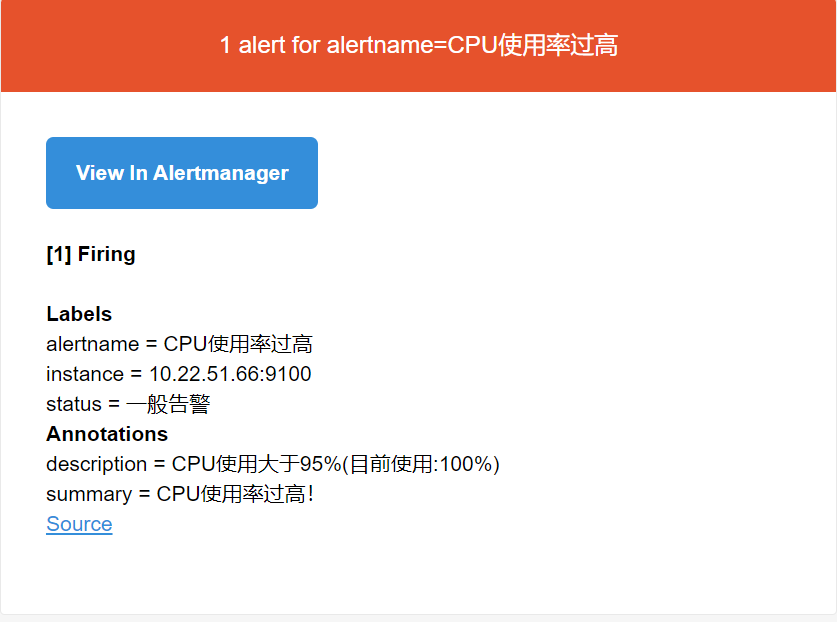 1 alert for alertname=CPU使用率过高
View In Alertmanager
[1] Firing
Labels
alertname = CPU使用率过高
instance = 10.22.51.66:9100
status = 一般告警
Annotations
description = CPU使用大于95%(目前使用:100%)
summary = CPU使用率过高！
Source